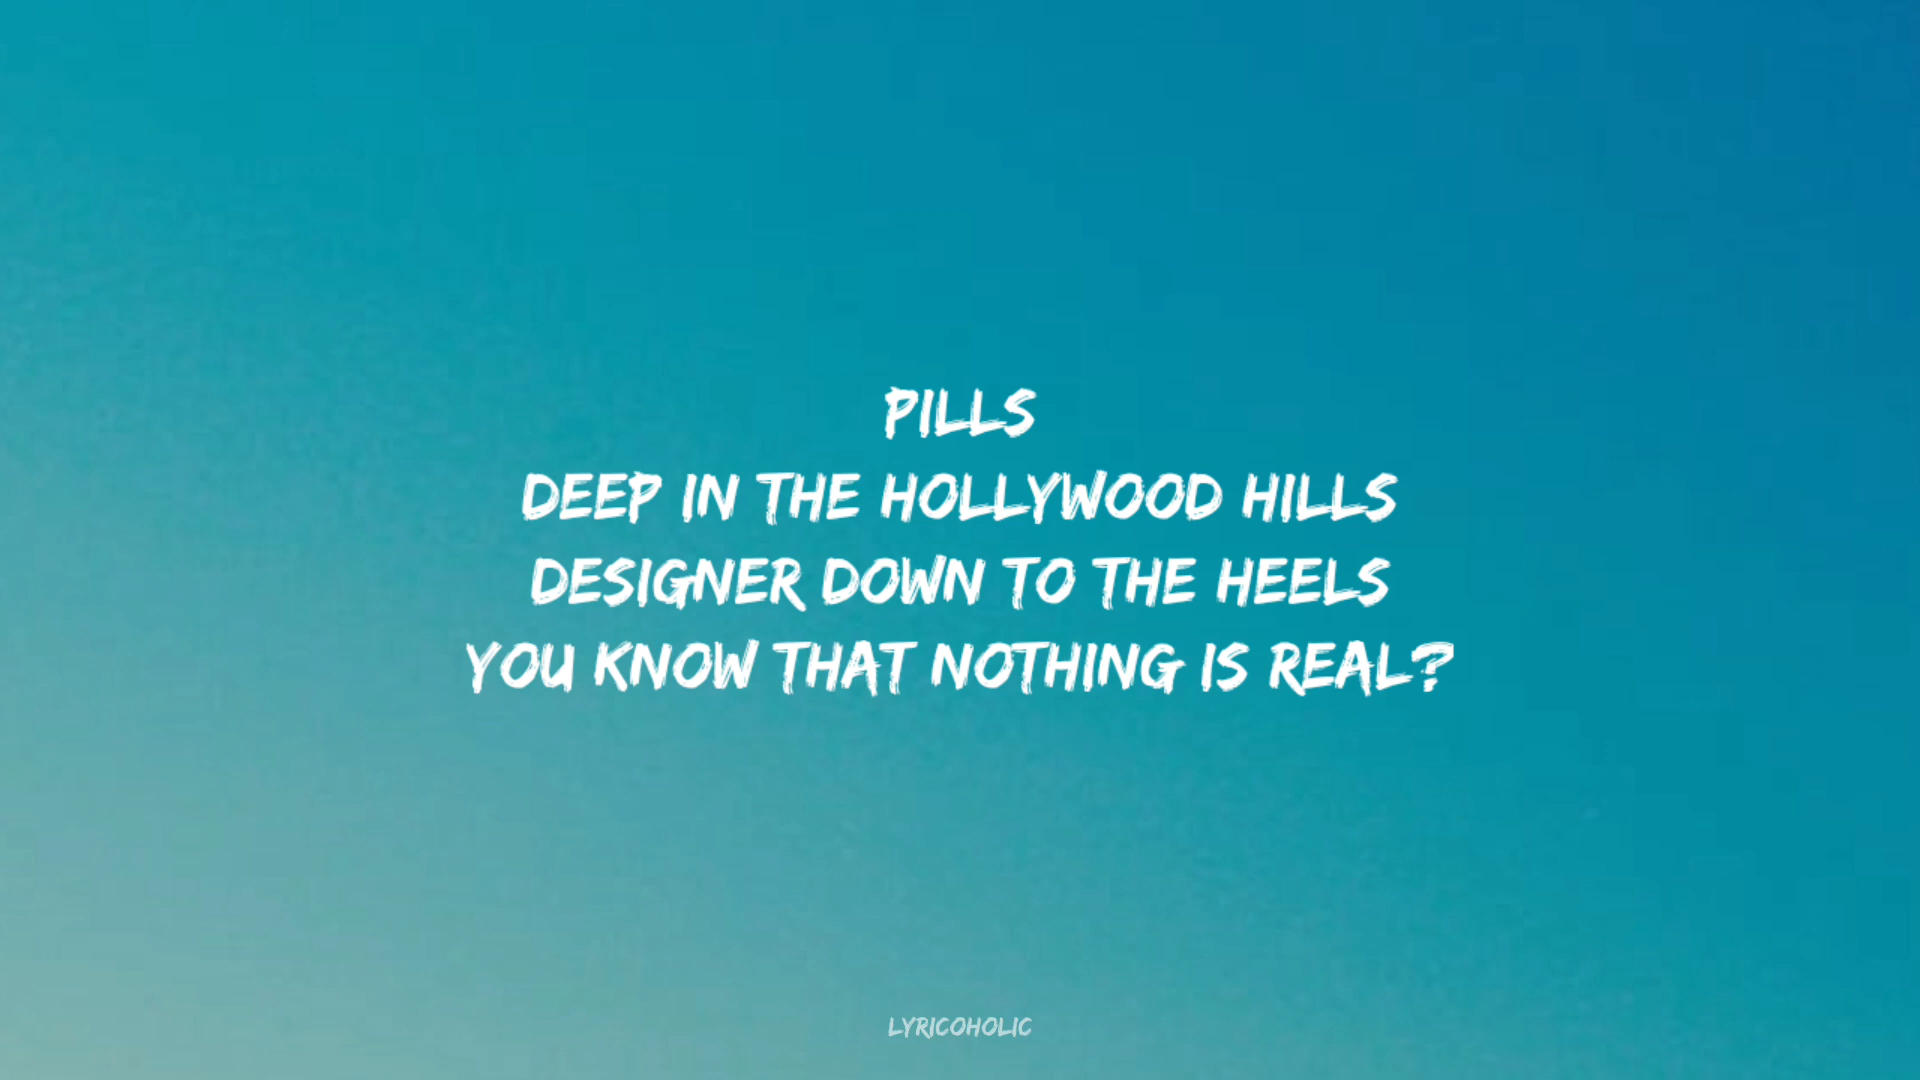 PILLS
DEEP IN THE HOLLYWOOD HILLS
DESIGNER DOWN TO THE HEELS
YOU KNOW THAT NOTHING IS REAL?
LYRICOHOLIC